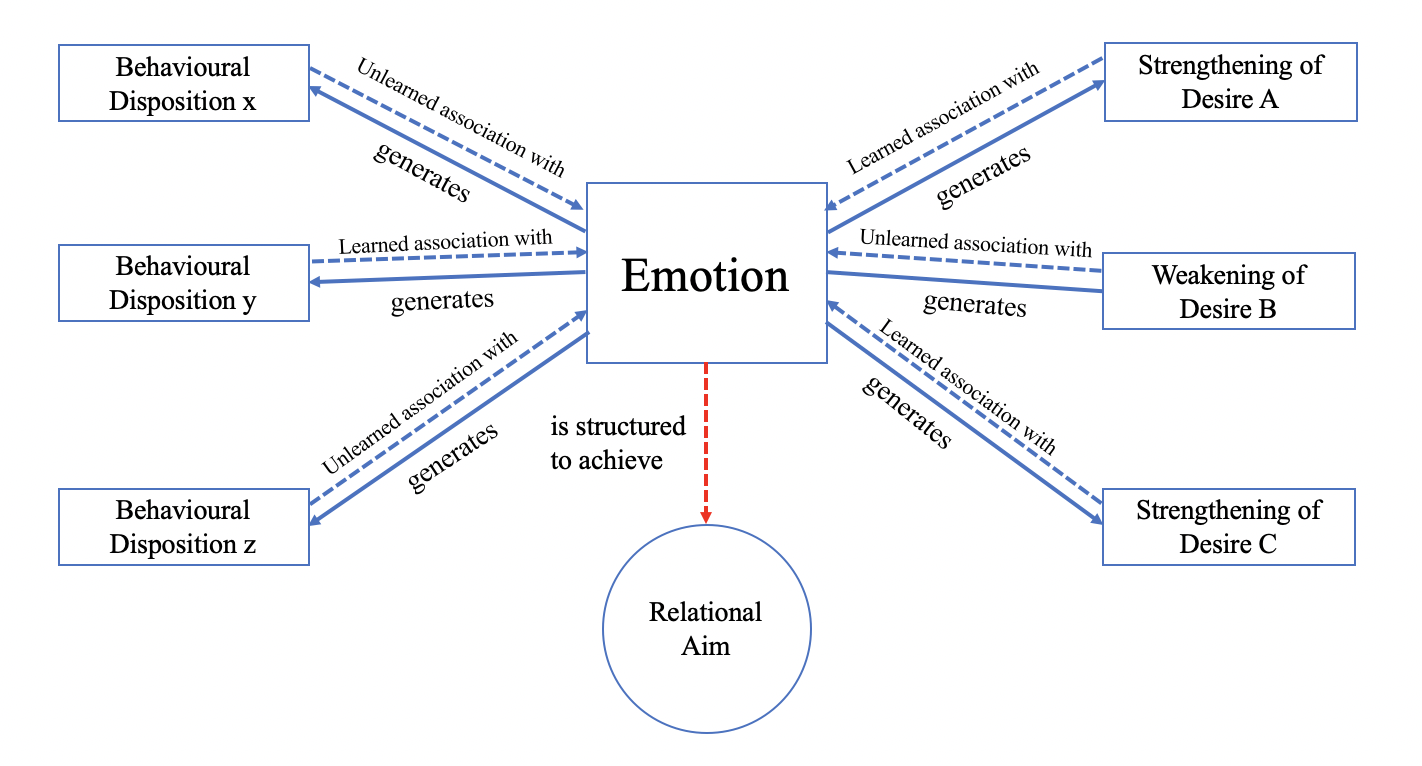 Behavioural
Disposition x
Unlearned association with
generates
Learned association with
generates
Strengthening of
Desire A
Behavioural
Disposition y
Learned association with
generates
Emotion
Unlearned association with
generates
Weakening of
Desire B
Unlearned association with
generates
Learned association with
generates
is structured
to achieve
Behavioural
Disposition z
Strengthening of
Desire C
Relational
Aim